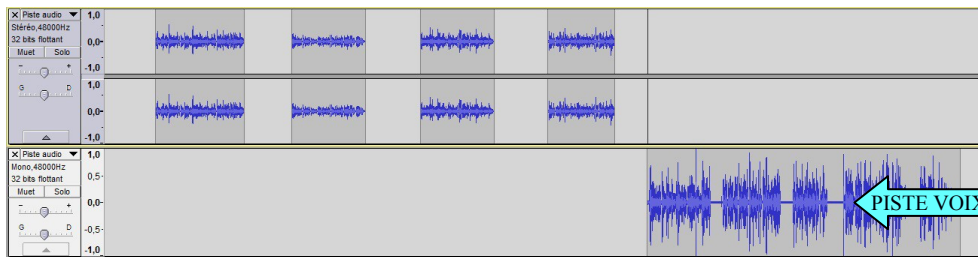 × Piste audio ▼ 1,0
Stéréo,48000Hz
32 bits flottant 0,0-
Muet Solo
- + -1,0
1,0
G D
0,0-
-1,0
× Piste audio ▼ 1,0
Mono,48000Hz
32 bits flottant 0,5-
Muet Solo
- + 0,0-
G D -0,5-
-1,0
PISTE VOIX